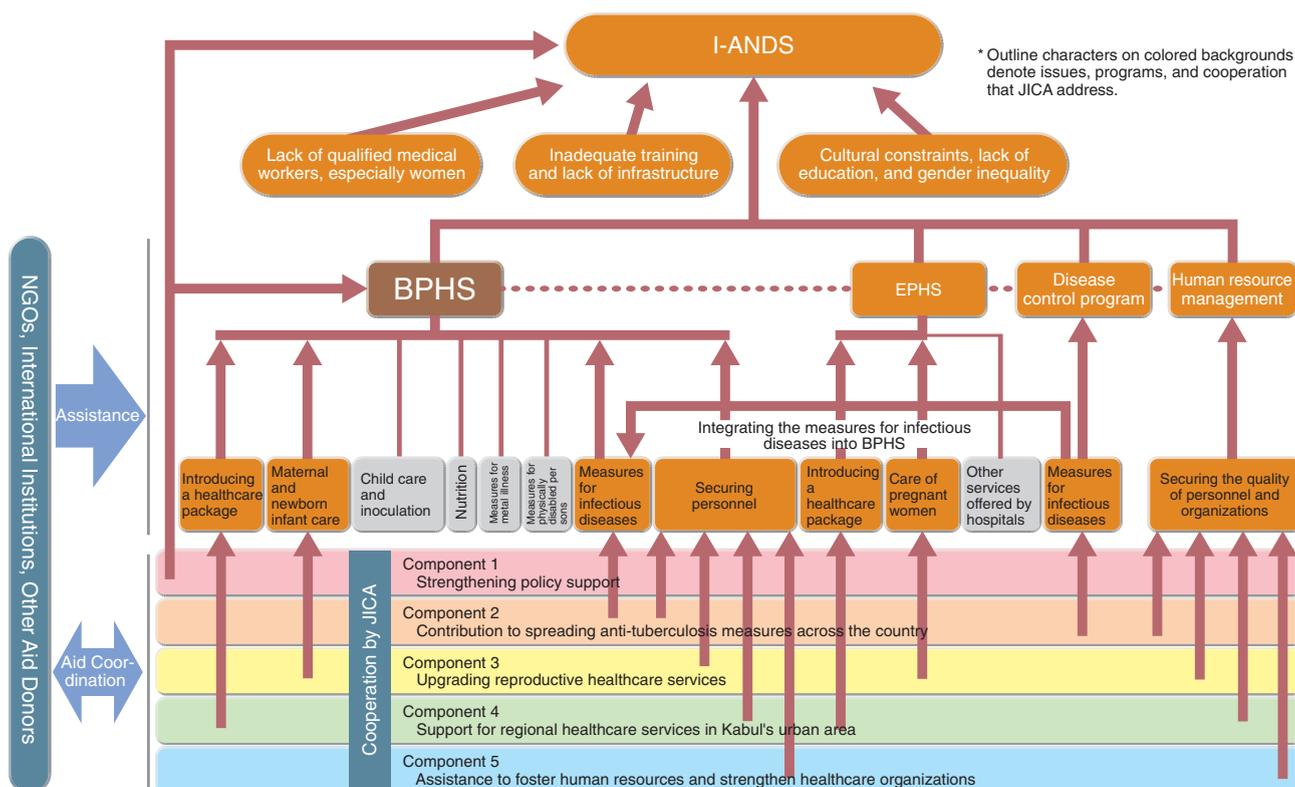 I-ANDS
* Outline characters on colored backgrounds
denote issues, programs, and cooperation
that JICA address.
Lack of qualified medical
workers, especially women
Inadequate training
and lack of infrastructure
Cultural constraints, lack of
education, and gender inequality
NGOs, International Institutions, Other Aid Donors
Assistance
Aid Coor-
dination
BPHS
EPHS
Disease
control program
Human resource
management
Integrating the measures for infectious
diseases into BPHS
Introducing
a healthcare
package
Maternal
and
newborn
infant care
Child care
and
inoculation
Nutrition
Measures for
metal illness
Measures for
physically
disabled per
sons
Measures
for
infectious
diseases
Securing
personnel
Introducing
a
healthcare
package
Care of
pregnant
women
Other
services
offered by
hospitals
Measures
for
infectious
diseases
Securing the quality
of personnel and
organizations
Cooperation by JICA
Component 1
Strengthening policy support
Component 2
Contribution to spreading anti-tuberculosis measures across the country
Component 3
Upgrading reproductive healthcare services
Component 4
Support for regional healthcare services in Kabul's urban area
Component 5
Assistance to foster human resources and strengthen healthcare organizations